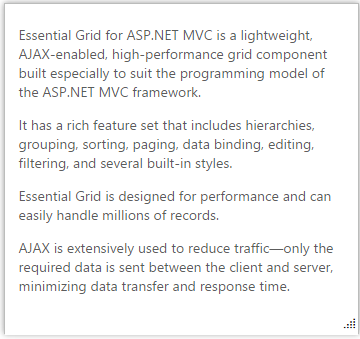 Essential Grid for ASP.NET MVC is a lightweight,
AJAX-enabled, high-performance grid component
built especially to suit the programming model of
the ASP.NET MVC framework.
It has a rich feature set that includes hierarchies,
grouping, sorting, paging, data binding, editing,
filtering, and several built-in styles.
Essential Grid is designed for performance and can
easily handle millions of records.
AJAX is extensively used to reduce traffic—only the
required data is sent between the client and server,
minimizing data transfer and response time.